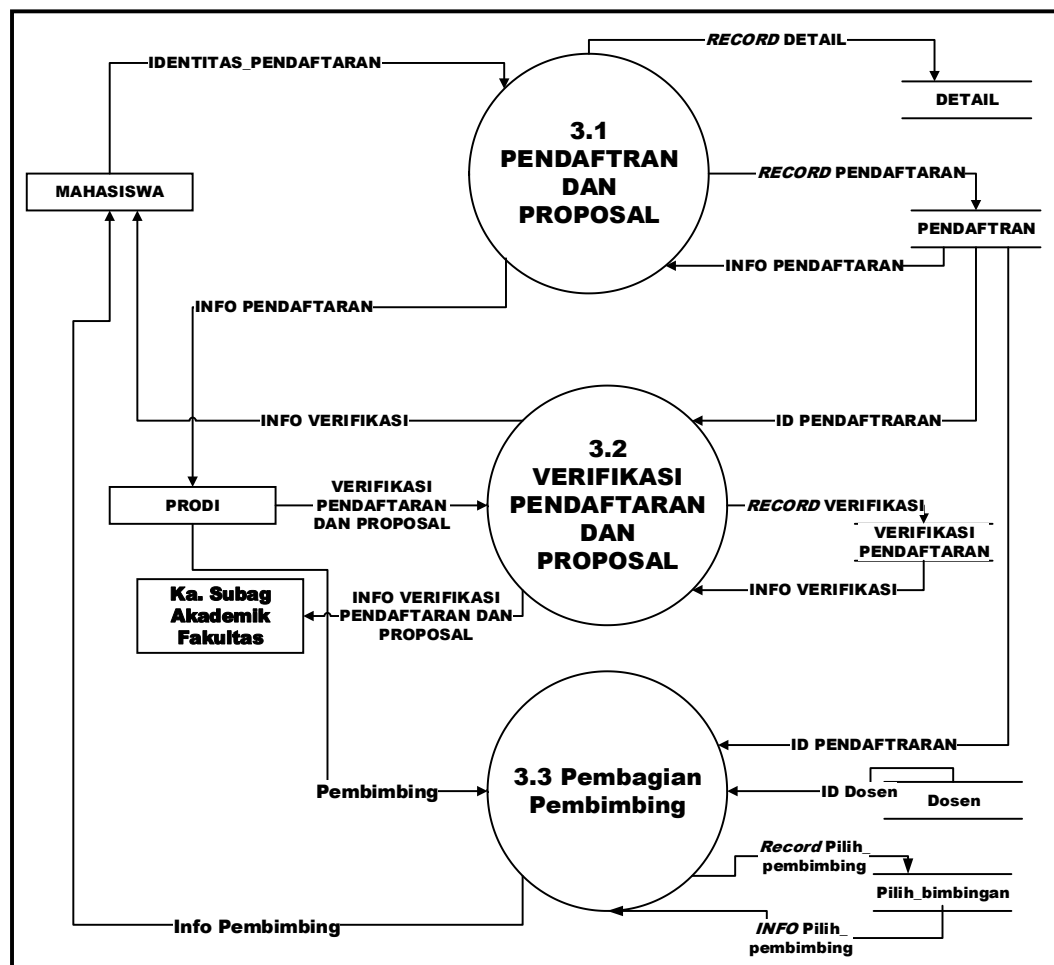 RECORD DETAIL
IDENTITAS_PENDAFTARAN
DETAIL
3.1
PENDAFTRAN
DAN
PROPOSAL
RECORD PENDAFTARAN
MAHASISWA
PENDAFTRAN
INFO PENDAFTARAN
INFO PENDAFTARAN
INFO VERIFIKASI
ID PENDAFTRARAN
3.2
VERIFIKASI
PENDAFTARAN
DAN
PROPOSAL
PRODI
VERIFIKASI
PENDAFTARAN
DAN PROPOSAL
RECORD VERIFIKASI
VERIFIKASI
PENDAFTARAN
INFO VERIFIKASI
Ka. Subag
Akademik
Fakultas
INFO VERIFIKASI
PENDAFTARAN DAN
PROPOSAL
ID PENDAFTRARAN
3.3 Pembagian
Pembimbing
Pembimbing
ID Dosen
Dosen
Record Pilih_
pembimbing
Pilih_bimbingan
Info Pembimbing
INFO Pilih_
pembimbing